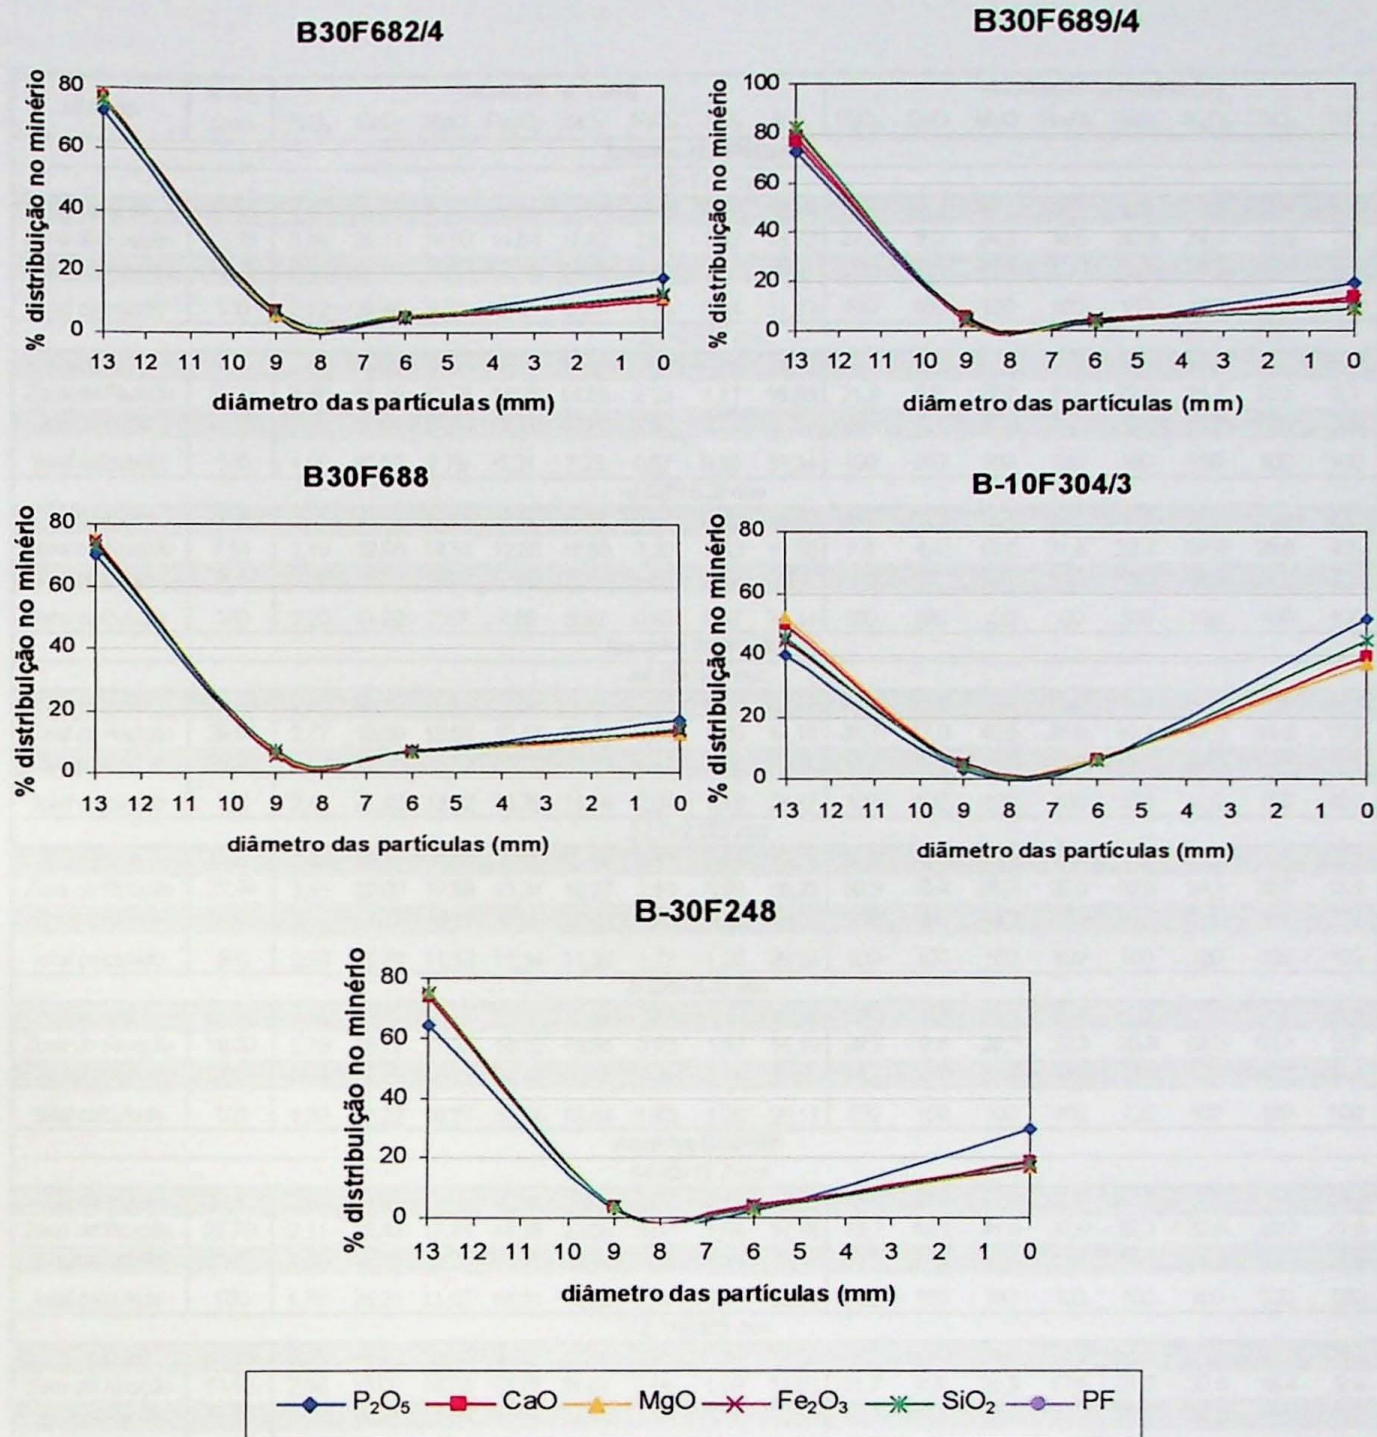 B30F682/4
% distribuição no minério
80
60
40
20
0
13 12 11 10 9 8 7 6 5 4 3 2 1 0
diâmetro das partículas (mm)
B30F689/4
% distribuição no minério
100
80
60
40
20
0
13 12 11 10 9 8 7 6 5 4 3 2 1 0
diâmetro das partículas (mm)
B30F688
% distribuição no minério
80
60
40
20
0
13 12 11 10 9 8 7 6 5 4 3 2 1 0
diâmetro das partículas (mm)
B-10F304/3
% distribuição no minério
80
60
40
20
0
13 12 11 10 9 8 7 6 5 4 3 2 1 0
diãmetro das partículas (mm)
B-30F248
% distribuição no minério
80
60
40
20
0
13 12 11 10 9 8 7 6 5 4 3 2 1 0
diâmetro das partículas (mm)
P₂O₅ CaO MgO Fe₂O₃ SiO₂ PF